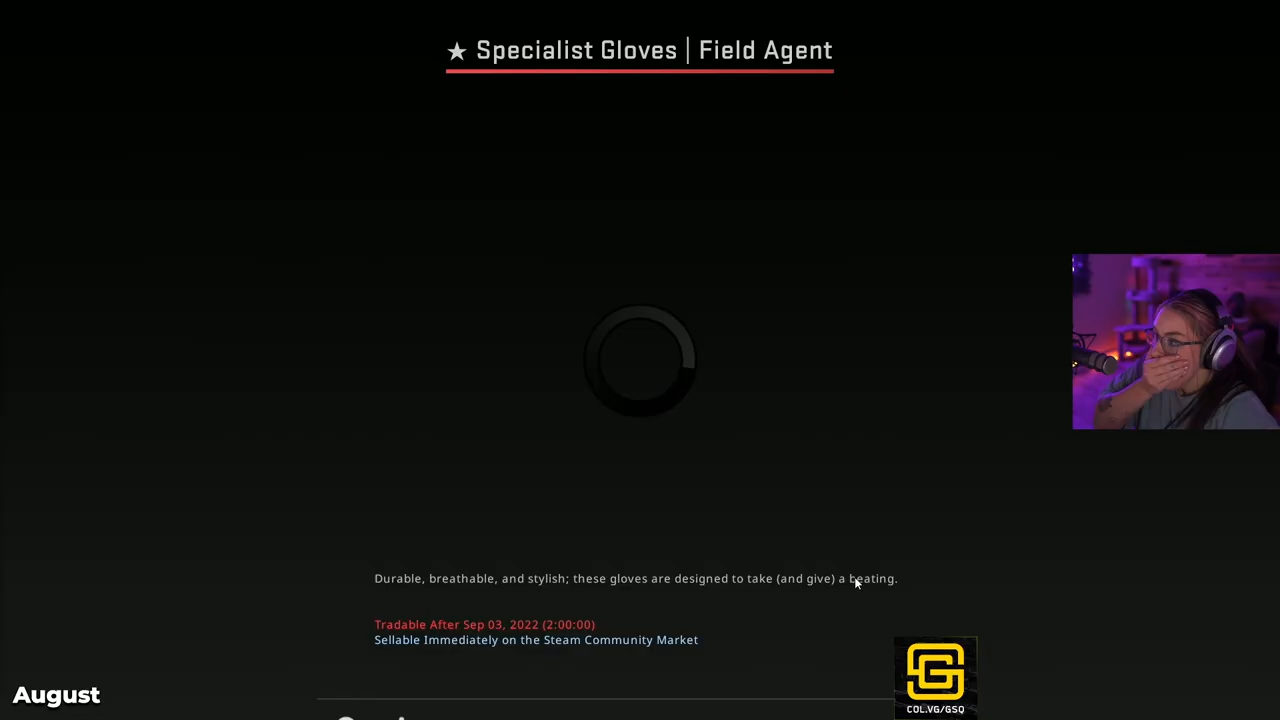 ★ Specialist Gloves | Field Agent
Durable, breathable, and stylish; these gloves are designed to take (and give) a beating.
Tradable After Sep 03, 2022 (2:00:00)
Sellable Immediately on the Steam Community Market
COL.VG/GSQ
August